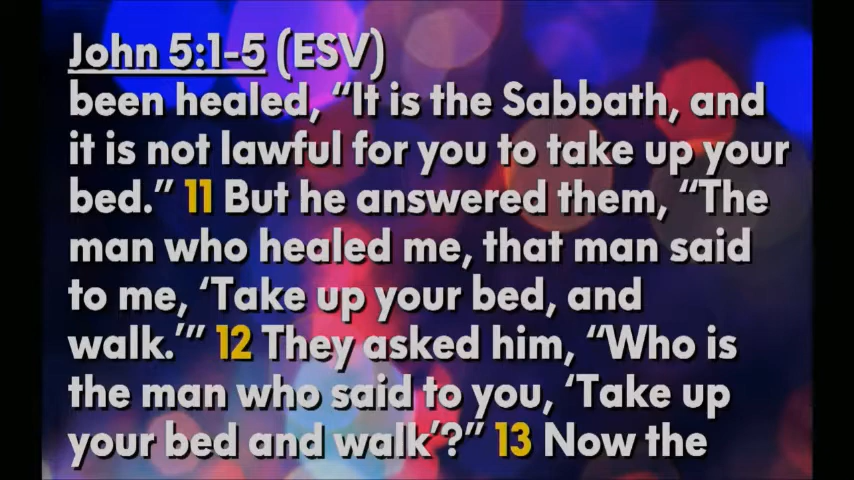 John 5:1-5 (ESV)
been healed, “It is the Sabbath, and
it is not lawful for you to take up your
bed.” 11 But he answered them, “The
man who healed me, that man said
to me, ‘Take up your bed, and
walk.’” 12 They asked him, “Who is
the man who said to you, ‘Take up
your bed and walk’?” 13 Now the